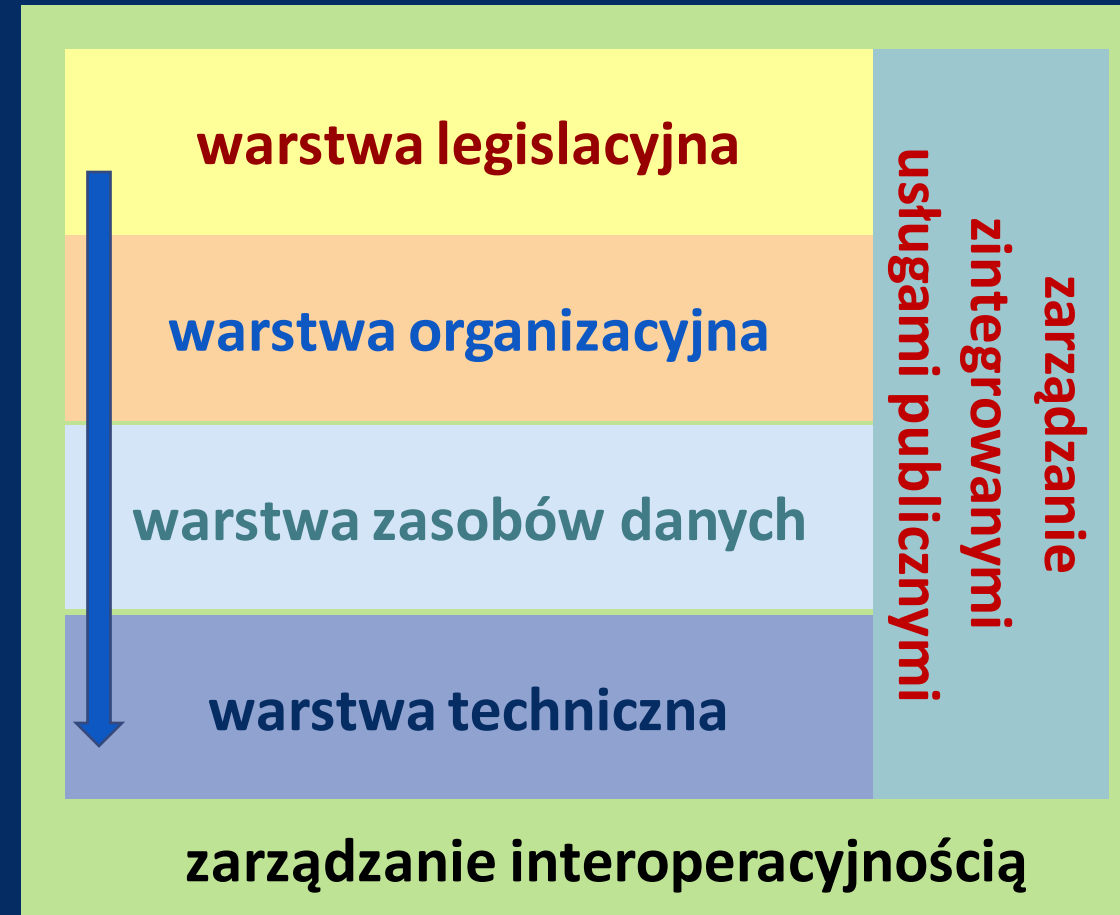 warstwa legislacyjna
warstwa organizacyjna
warstwa zasobów danych
warstwa techniczna
zarządzanie
zintegrowanymi
usługami publicznymi
zarządzanie interoperacyjnością